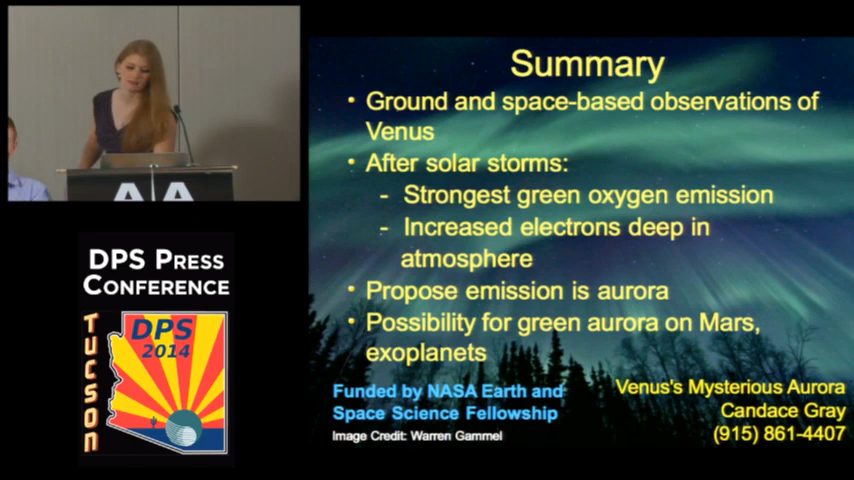 Summary
• Ground and space-based observations of
Venus
• After solar storms:
- Strongest green oxygen emission
- Increased electrons deep in
atmosphere
• Propose emission is aurora
• Possibility for green aurora on Mars,
exoplanets
Funded by NASA Earth and
Space Science Fellowship
Image Credit: Warren Gammel
Venus's Mysterious Aurora
Candace Gray
(915) 861-4407
DPS PRESS
CONFERENCE
TUCSON
DPS
2014